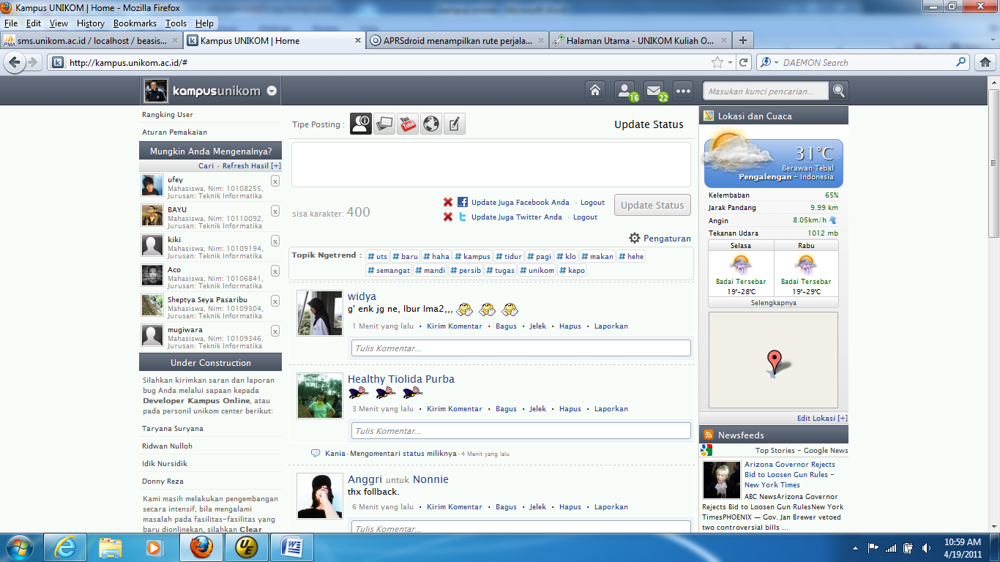 Kampus UNIKOM | Home - Mozilla Firefox
File Edit View History Bookmarks Tools Help
sms.unikom.ac.id / localhost / beasis...
Kampus UNIKOM | Home
APRSdroid menampilkan rute perjala...
Halaman Utama - UNIKOM Kuliah O...
http://kampus.unikom.ac.id/#
DAEMON Search
kampusunikom
16
22
Masukan kunci pencarian...
Rangking User
Aturan Pemakaian
Mungkin Anda Mengenalnya?
Cari - Refresh Hasil [+]
ufey
Mahasiswa, Nim: 10108255,
Jurusan: Teknik Informatika
x
BAYU
Mahasiswa, Nim: 10110092,
Jurusan: Teknik Informatika
x
kiki
Mahasiswa, Nim: 10109194,
Jurusan: Teknik Informatika
x
Aco
Mahasiswa, Nim: 10106841,
Jurusan: Teknik Informatika
x
Sheptya Seya Pasaribu
Mahasiswa, Nim: 10109304,
Jurusan: Teknik Informatika
x
mugiwara
Mahasiswa, Nim: 10109346,
Jurusan: Teknik Informatika
x
Under Construction
Silahkan kirimkan saran dan laporan
bug Anda melalui sapaan kepada
Developer Kampus Online, atau
pada personil unikom center berikut:
Taryana Suryana
Ridwan Nulloh
Idik Nursidik
Donny Reza
Kami masih melakukan pengembangan
secara intensif, bila mengalami
masalah pada fasilitas-fasilitas yang
baru dionlinekan, silahkan Clear
Tipe Posting :
You Tube
Update Status
sisa karakter: 400
Update Juga Facebook Anda - Logout
Update Juga Twitter Anda - Logout
Update Status
Pengaturan
Topik Ngetrend :
# uts # baru # haha # kampus # tidur # pagi # klo # makan # hehe
# semangat # mandi # persib # tugas # unikom # kepo
widya
g' enk jg ne, lbur lma2,,,
1 Menit yang lalu • Kirim Komentar • Bagus • Jelek • Hapus • Laporkan
Tulis Komentar...
Healthy Tiolida Purba
3 Menit yang lalu • Kirim Komentar • Bagus • Jelek • Hapus • Laporkan
Tulis Komentar...
Kania - Mengomentari status miliknya - 4 Menit yang lalu
Anggri untuk Nonnie
thx follback.
6 Menit yang lalu • Kirim Komentar • Bagus • Jelek • Hapus • Laporkan
Tulis Komentar...
Lokasi dan Cuaca
31°C
Berawan Tebal
Pengalengan - Indonesia
Kelembaban 65%
Jarak Pandang 9.99 km
Angin 8.05km/h
Tekanan Udara 1012 mb
Selasa Rabu
Badai Tersebar Badai Tersebar
19°-28°C 19°-29°C
Selengkapnya
Edit Lokasi [+]
Newsfeeds
Top Stories - Google News
Arizona Governor Rejects
Bid to Loosen Gun Rules -
New York Times
ABC NewsArizona Governor
Rejects Bid to Loosen Gun RulesNew York
TimesPHOENIX — Gov. Jan Brewer vetoed
two controversial bills ...
10:59 AM
4/19/2011